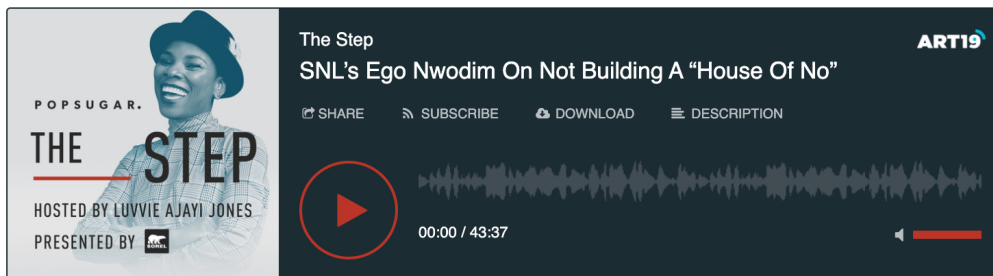 POPSUGAR.
THE STEP
HOSTED BY LUVVIE AJAYI JONES
PRESENTED BY SOREL
The Step
ART19
SNL’s Ego Nwodim On Not Building A “House Of No”
SHARE SUBSCRIBE DOWNLOAD DESCRIPTION
00:00 / 43:37